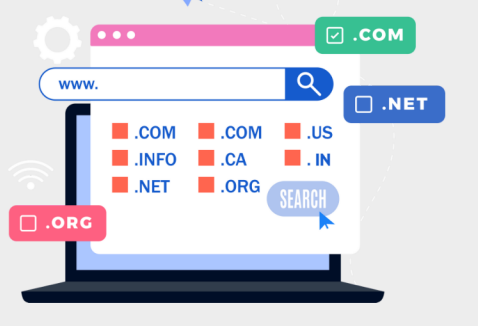 .COM
www.
.NET
.COM .COM .US
.INFO .CA . IN
.NET .ORG
SEARCH
.ORG